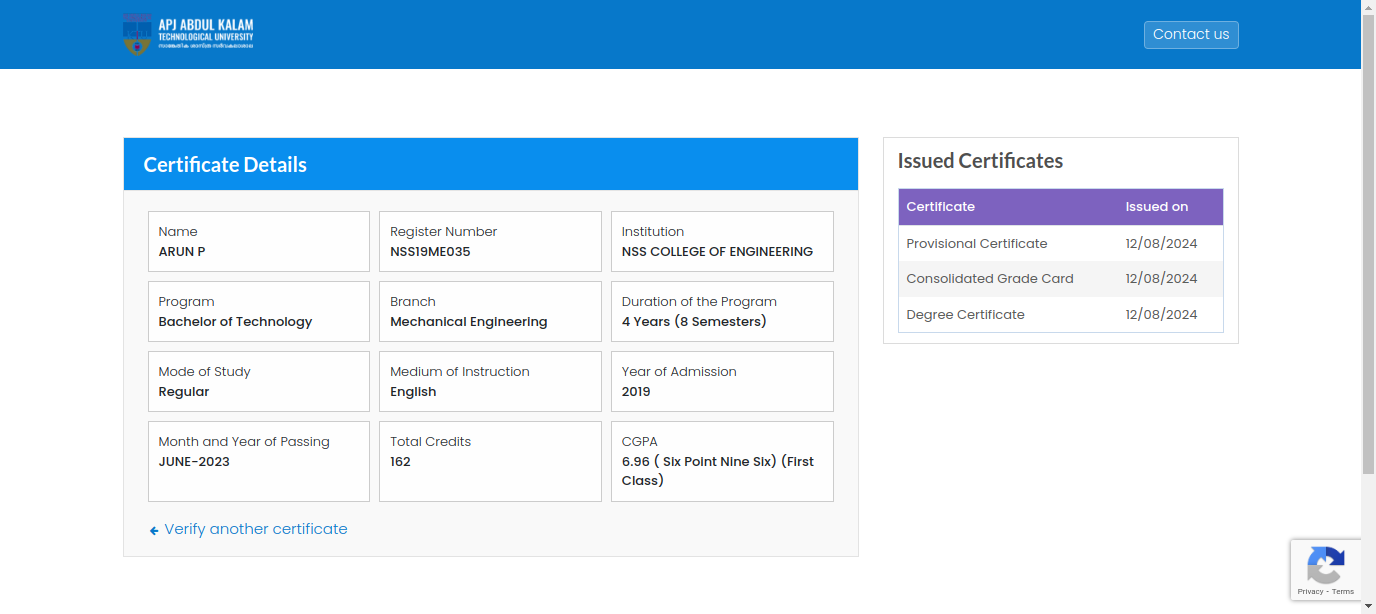 APJ ABDUL KALAM
TECHNOLOGICAL UNIVERSITY
Contact us
Certificate Details
Name
ARUN P
Register Number
NSS19ME035
Institution
NSS COLLEGE OF ENGINEERING
Program
Bachelor of Technology
Branch
Mechanical Engineering
Duration of the Program
4 Years (8 Semesters)
Mode of Study
Regular
Medium of Instruction
English
Year of Admission
2019
Month and Year of Passing
JUNE-2023
Total Credits
162
CGPA
6.96 ( Six Point Nine Six) (First
Class)
Verify another certificate
Issued Certificates
Certificate Issued on
Provisional Certificate 12/08/2024
Consolidated Grade Card 12/08/2024
Degree Certificate 12/08/2024
Privacy - Terms